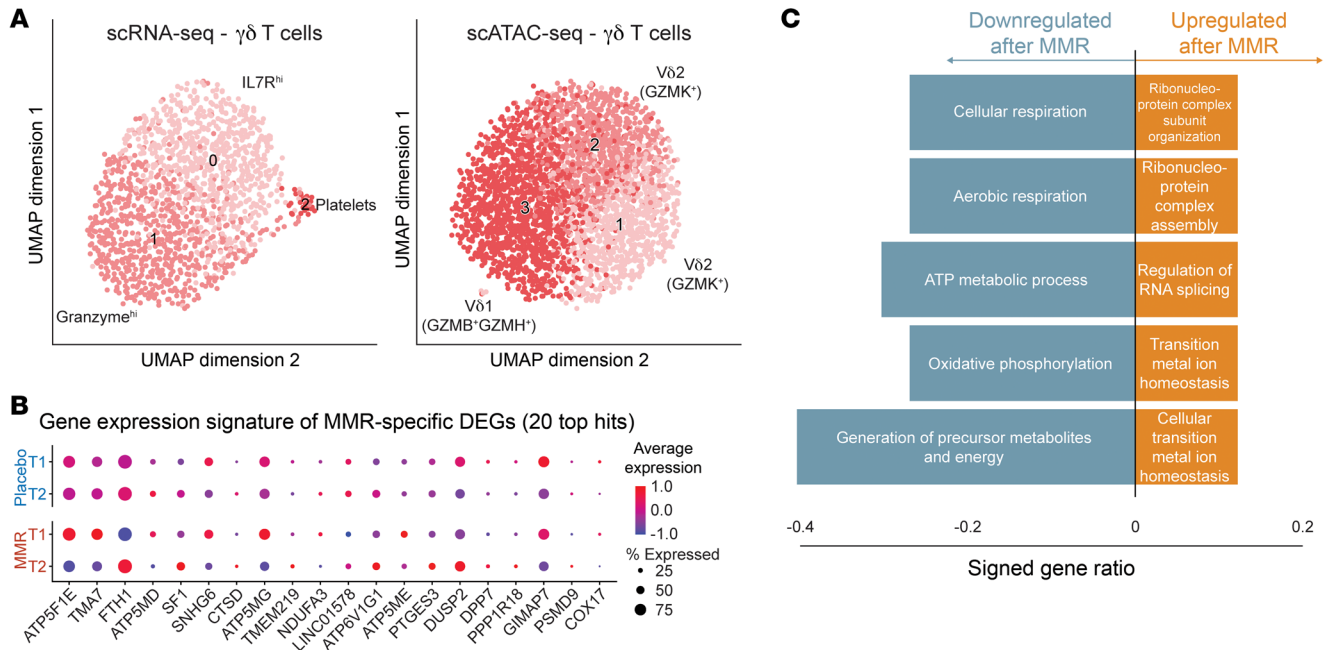 A
scRNA-seq - γδ T cells
UMAP dimension 1
IL7Rhi
0
1
2 Platelets
Granzymehi
UMAP dimension 2
scATAC-seq - γδ T cells
UMAP dimension 1
Vδ2
(GZMK+)
2
3
1
Vδ2
(GZMK+)
Vδ1
(GZMB+GZMH+)
UMAP dimension 2
B
Gene expression signature of MMR-specific DEGs (20 top hits)
Placebo
T1
T2
MMR
T1
T2
ATP5F1E
TMA7
FTH1
ATP5MD
SF1
SNHG6
CTSD
ATP5MG
TMEM219
NDUFA3
LINC01578
ATP6V1G1
ATP5ME
PTGES3
DUSP2
DPP7
PPP1R18
GIMAP7
PSMD9
COX17
Average
expression
1.0
0.0
-1.0
% Expressed
25
50
75
C
Downregulated
after MMR
Upregulated
after MMR
Cellular respiration
Ribonucleo-
protein complex
subunit
organization
Aerobic respiration
Ribonucleo-
protein
complex
assembly
ATP metabolic process
Regulation of
RNA splicing
Oxidative phosphorylation
Transition
metal ion
homeostasis
Generation of precursor metabolites
and energy
Cellular
transition
metal ion
homeostasis
-0.4
-0.2
0
0.2
Signed gene ratio